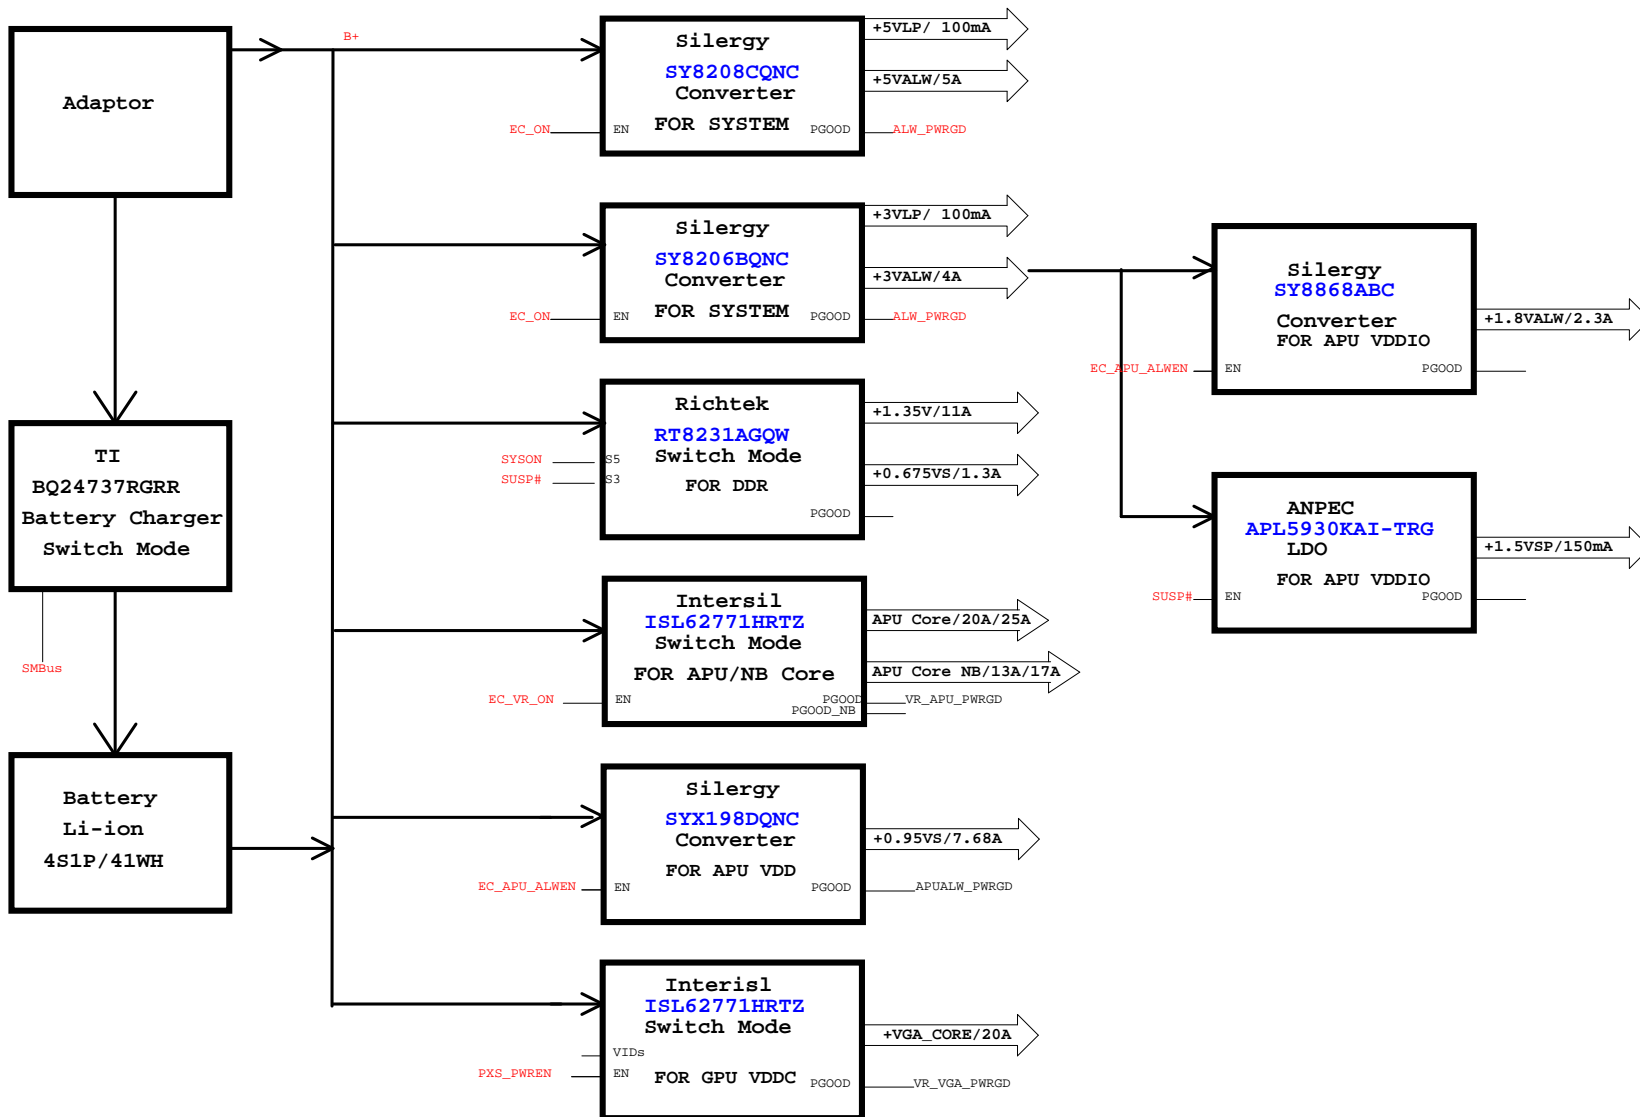 Adaptor
B+
Silergy
SY8208CQNC
Converter
FOR SYSTEM
EC_ON
EN
PGOOD
ALW_PWRGD
+5VLP/ 100mA
+5VALW/5A
Silergy
SY8206BQNC
Converter
FOR SYSTEM
EC_ON
EN
PGOOD
ALW_PWRGD
+3VLP/ 100mA
+3VALW/4A
Silergy
SY8868ABC
Converter
FOR APU VDDIO
EC_APU_ALWEN
EN
PGOOD
+1.8VALW/2.3A
TI
BQ24737RGRR
Battery Charger
Switch Mode
SMBus
Richtek
RT8231AGQW
Switch Mode
FOR DDR
SYSON
S5
SUSP#
S3
PGOOD
+1.35V/11A
+0.675VS/1.3A
ANPEC
APL5930KAI-TRG
LDO
FOR APU VDDIO
SUSP#
EN
PGOOD
+1.5VSP/150mA
Intersil
ISL62771HRTZ
Switch Mode
FOR APU/NB Core
EC_VR_ON
EN
PGOOD
VR_APU_PWRGD
PGOOD_NB
APU Core/20A/25A
APU Core NB/13A/17A
Battery
Li-ion
4S1P/41WH
Silergy
SYX198DQNC
Converter
FOR APU VDD
EC_APU_ALWEN
EN
PGOOD
APUALW_PWRGD
+0.95VS/7.68A
Interisl
ISL62771HRTZ
Switch Mode
VIDs
PXS_PWREN
EN
FOR GPU VDDC
PGOOD
VR_VGA_PWRGD
+VGA_CORE/20A